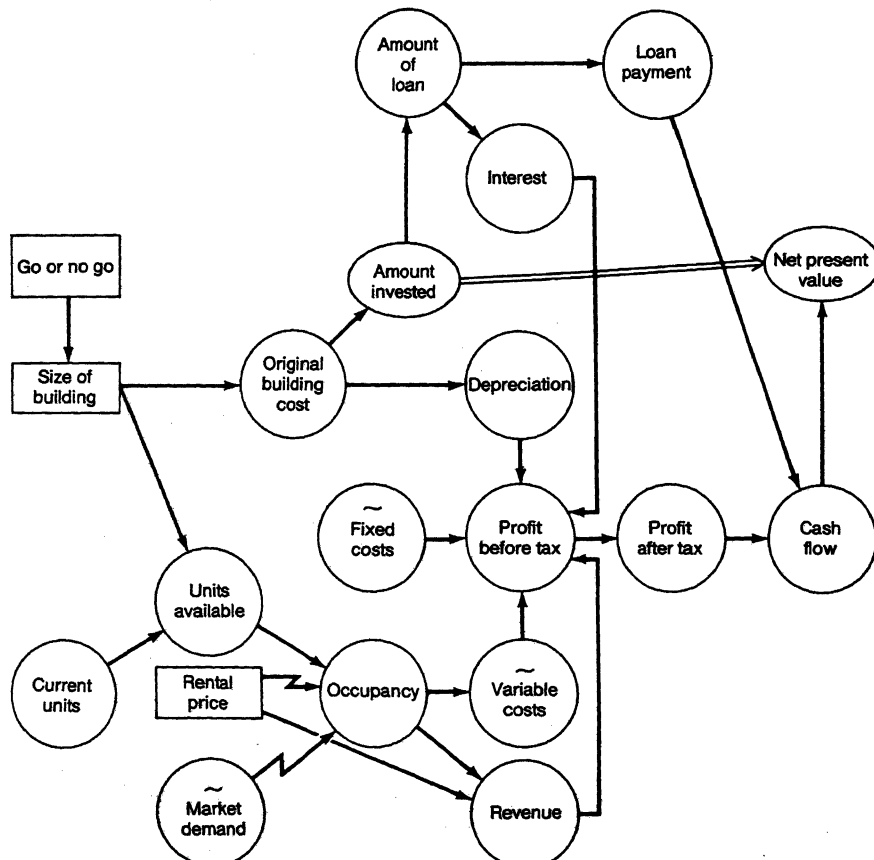 Amount
of
loan
Loan
payment
Interest
Go or no go
Amount
invested
Net present
value
Size of
building
Original
building
cost
Depreciation
~
Fixed
costs
Profit
before tax
Profit
after tax
Cash
flow
Units
available
Current
units
Rental
price
Occupancy
~
Variable
costs
~
Market
demand
Revenue